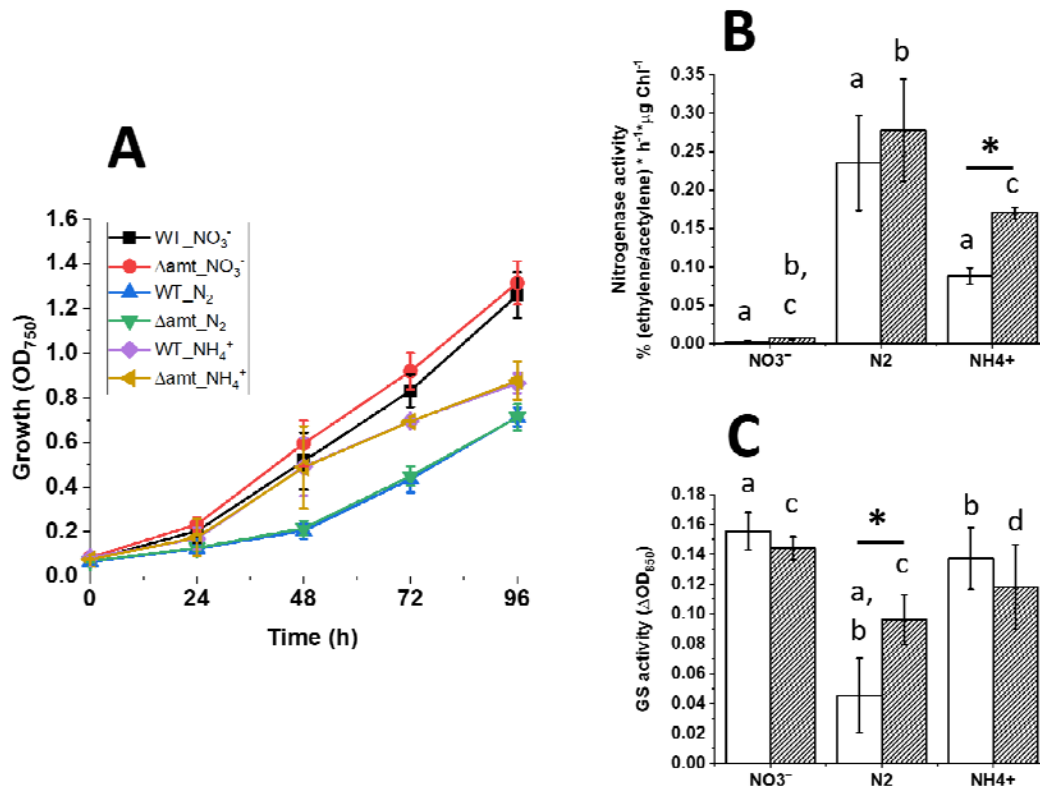 A
Growth (OD750)
1.6
1.4
1.2
1.0
0.8
0.6
0.4
0.2
0.0
WT_NO3-
Δamt_NO3-
WT_N2
Δamt_N2
WT_NH4+
Δamt_NH4+
0 24 48 72 96
Time (h)
B
Nitrogenase activity
% (ethylene/acetylene) * h-1*µg Chl-1
0.35
0.30
0.25
0.20
0.15
0.10
0.05
0.00
a
b,
c
a
b
*
a
c
NO3− N2 NH4+
C
GS activity (ΔOD850)
0.18
0.16
0.14
0.12
0.10
0.08
0.06
0.04
0.02
0.00
a
c
*
a,
b
c
b
d
NO3− N2 NH4+